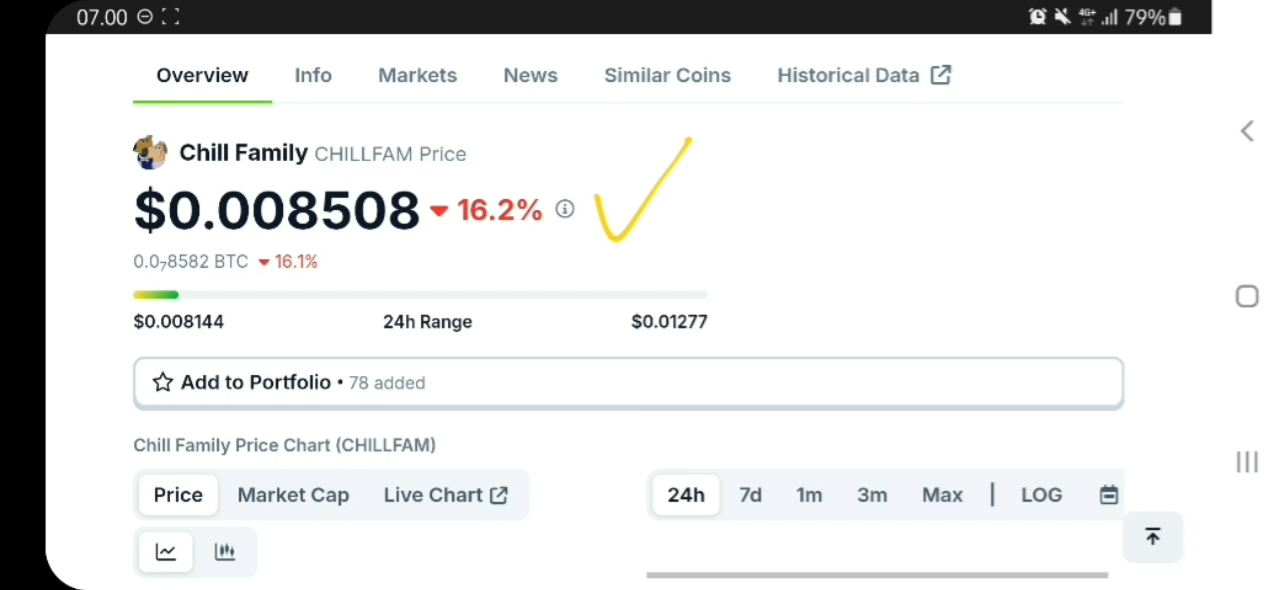 07.00 4G+ 79%
Overview Info Markets News Similar Coins Historical Data
Chill Family CHILLFAM Price
$0.008508 16.2%
0.0₇8582 BTC 16.1%
$0.008144 24h Range $0.01277
Add to Portfolio • 78 added
Chill Family Price Chart (CHILLFAM)
Price Market Cap Live Chart 24h 7d 1m 3m Max | LOG